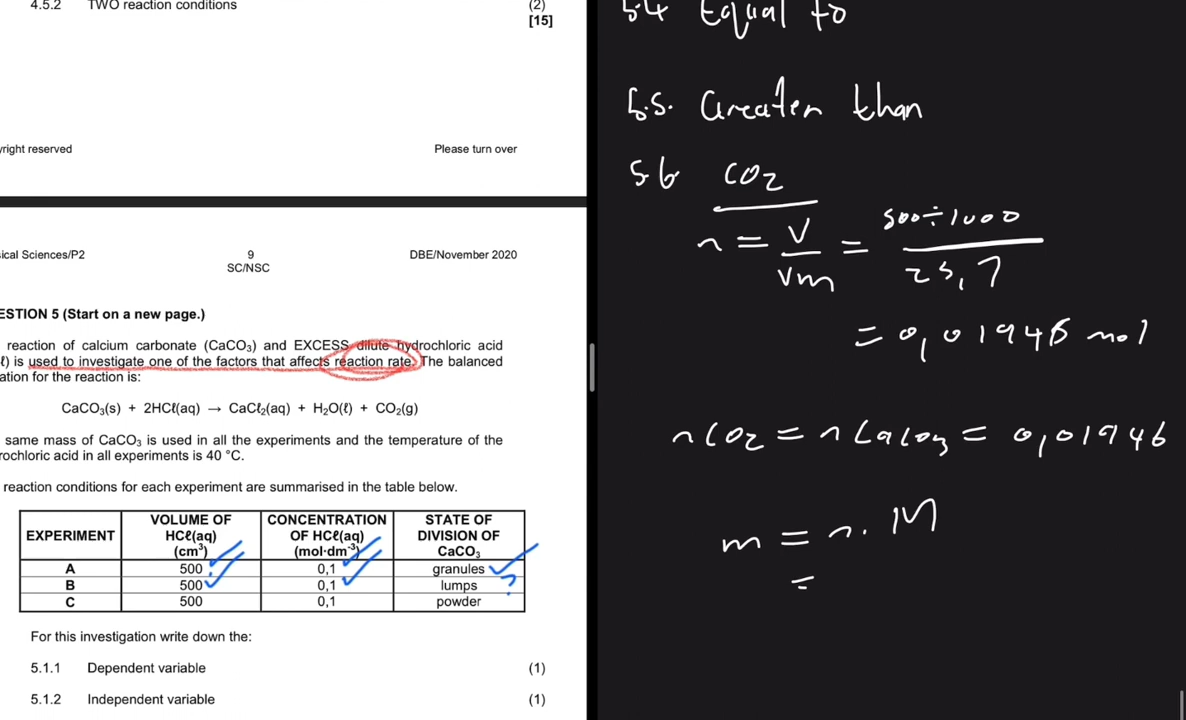 4.5.2 TWO reaction conditions (2)
[15]
yright reserved Please turn over
sical Sciences/P2 9 DBE/November 2020
SC/NSC
ESTION 5 (Start on a new page.)
reaction of calcium carbonate (CaCO₃) and EXCESS dilute hydrochloric acid
ℓ) is used to investigate one of the factors that affects reaction rate. The balanced
ation for the reaction is:
CaCO₃(s) + 2HCℓ(aq) → CaCℓ₂(aq) + H₂O(ℓ) + CO₂(g)
same mass of CaCO₃ is used in all the experiments and the temperature of the
rochloric acid in all experiments is 40 °C.
reaction conditions for each experiment are summarised in the table below.
EXPERIMENT VOLUME OF HCℓ(aq) (cm³) CONCENTRATION OF HCℓ(aq) (mol·dm⁻³) STATE OF DIVISION OF CaCO₃
A 500 0,1 granules
B 500 0,1 lumps ?
C 500 0,1 powder
For this investigation write down the:
5.1.1 Dependent variable (1)
5.1.2 Independent variable (1)
5.4 Equal to
5.5. Greater than
5.6 CO₂
n = V/Vm = 500÷1000/25,7
= 0,01946 mol
nCO₂ = nCaCO₃ = 0,01946
m = n.M
=